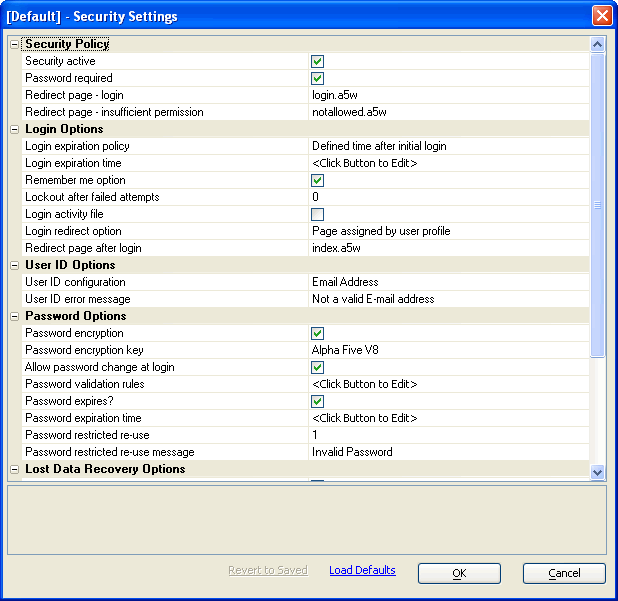 [Default] - Security Settings
Security Policy
Security active
Password required
Redirect page - login login.a5w
Redirect page - insufficient permission notallowed.a5w
Login Options
Login expiration policy Defined time after initial login
Login expiration time <Click Button to Edit>
Remember me option
Lockout after failed attempts 0
Login activity file
Login redirect option Page assigned by user profile
Redirect page after login index.a5w
User ID Options
User ID configuration Email Address
User ID error message Not a valid E-mail address
Password Options
Password encryption
Password encryption key Alpha Five V8
Allow password change at login
Password validation rules <Click Button to Edit>
Password expires?
Password expiration time <Click Button to Edit>
Password restricted re-use 1
Password restricted re-use message Invalid Password
Lost Data Recovery Options
Revert to Saved Load Defaults OK Cancel